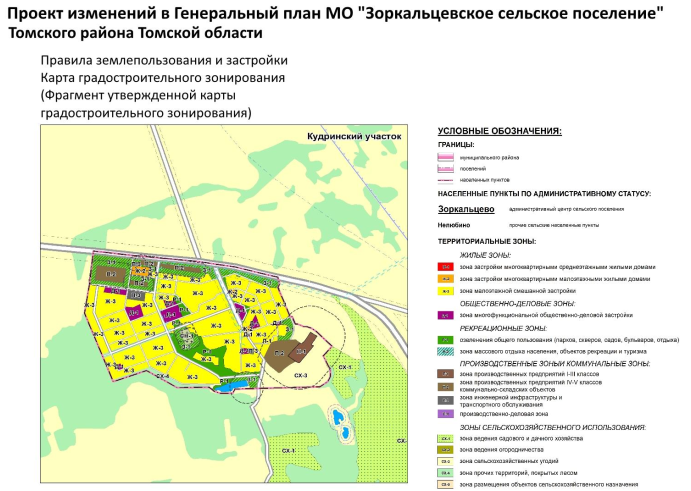 Проект изменений в Генеральный план МО "Зоркальцевское сельское поселение"
Томского района Томской области
Правила землепользования и застройки
Карта градостроительного зонирования
(Фрагмент утвержденной карты
градостроительного зонирования)
Кудринский участок
УСЛОВНЫЕ ОБОЗНАЧЕНИЯ:
ГРАНИЦЫ:
муниципального района
поселений
населенных пунктов
НАСЕЛЕННЫЕ ПУНКТЫ ПО АДМИНИСТРАТИВНОМУ СТАТУСУ:
Зоркальцево административный центр сельского поселения
Нелюбино прочие сельские населенные пункты
ТЕРРИТОРИАЛЬНЫЕ ЗОНЫ:
ЖИЛЫЕ ЗОНЫ:
зона застройки многоквартирными среднеэтажными жилыми домами
зона застройки многоквартирными малоэтажными жилыми домами
Ж-3 зона малоэтажной смешанной застройки
ОБЩЕСТВЕННО-ДЕЛОВЫЕ ЗОНЫ:
зона многофункциональной общественно-деловой застройки
РЕКРЕАЦИОННЫЕ ЗОНЫ:
озеленения общего пользования (парков, скверов, садов, бульваров, отдыха)
зона массового отдыха населения, объектов рекреации и туризма
ПРОИЗВОДСТВЕННЫЕ ЗОНЫИ КОММУНАЛЬНЫЕ ЗОНЫ:
зона производственных предприятий I-III классов
зона производственных предприятий IV-V классов
коммунально-складских объектов
зона инженерной инфраструктуры и
транспортного обслуживания
производственно-деловая зона
ЗОНЫ СЕЛЬСКОХОЗЯЙСТВЕННОГО ИСПОЛЬЗОВАНИЯ:
зона ведения садового и дачного хозяйства
зона ведения огородничества
зона сельскохозяйственных угодий
зона прочих территорий, покрытых лесом
зона размещения объектов сельскохозяйственного назначения